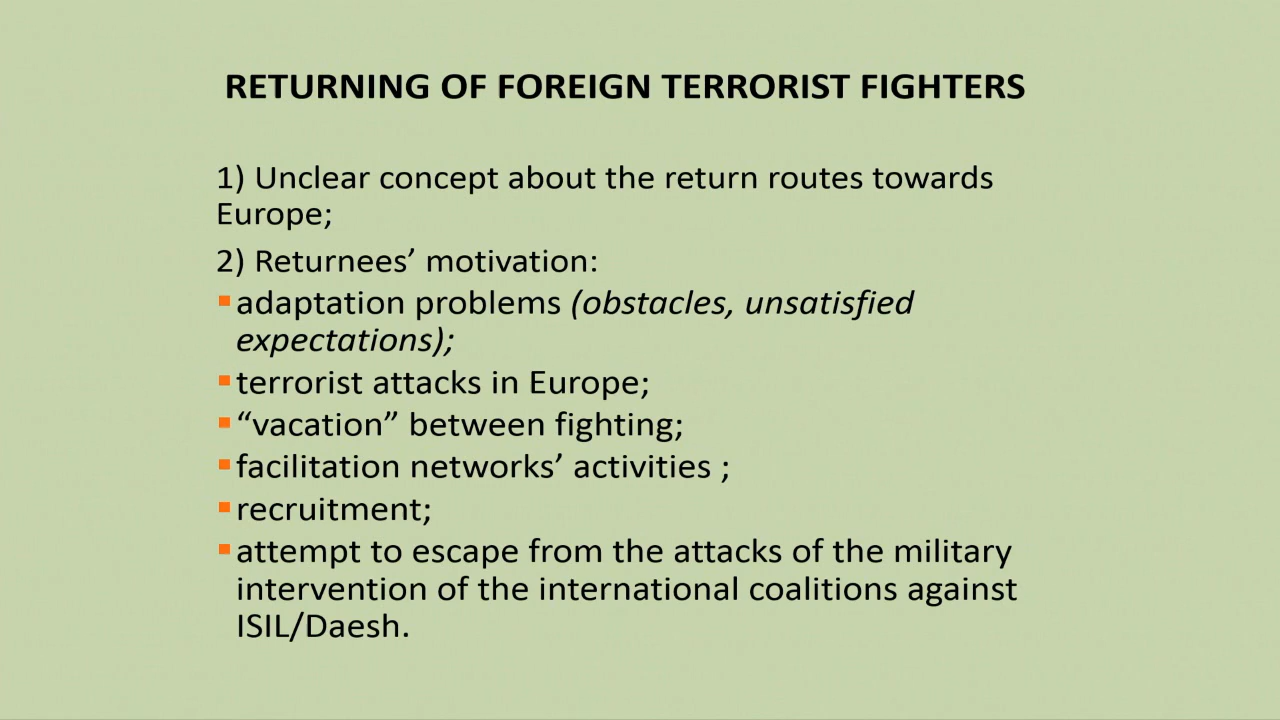 RETURNING OF FOREIGN TERRORIST FIGHTERS
1) Unclear concept about the return routes towards
Europe;
2) Returnees’ motivation:
▪adaptation problems (obstacles, unsatisfied
expectations);
▪terrorist attacks in Europe;
▪“vacation” between fighting;
▪facilitation networks’ activities ;
▪recruitment;
▪attempt to escape from the attacks of the military
intervention of the international coalitions against
ISIL/Daesh.